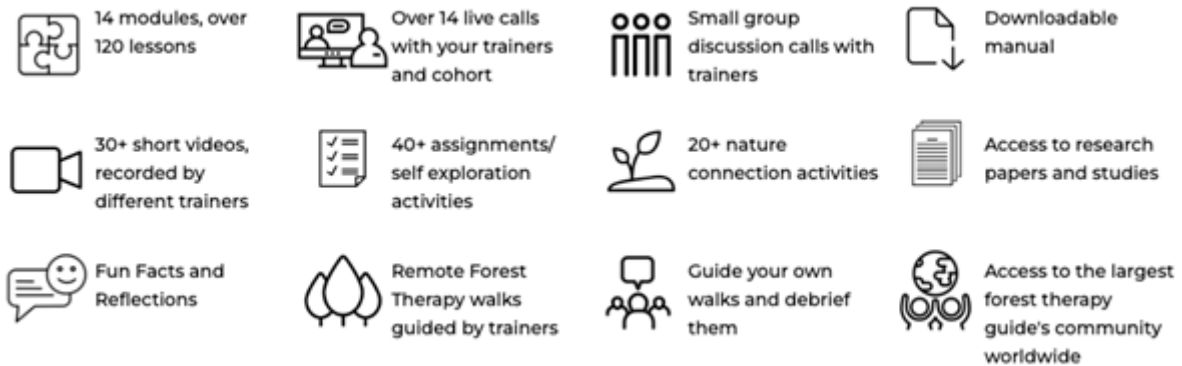 14 modules, over
120 lessons
Over 14 live calls
with your trainers
and cohort
Small group
discussion calls with
trainers
Downloadable
manual
30+ short videos,
recorded by
different trainers
40+ assignments/
self exploration
activities
20+ nature
connection activities
Access to research
papers and studies
Fun Facts and
Reflections
Remote Forest
Therapy walks
guided by trainers
Guide your own
walks and debrief
them
Access to the largest
forest therapy
guide's community
worldwide